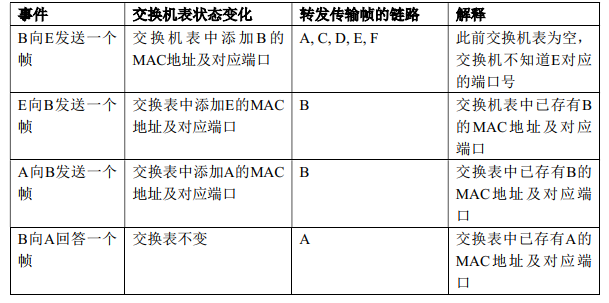 事件 交换机表状态变化 转发传输帧的链路 解释
B向E发送一个帧 交换机表中添加B的MAC地址及对应端口 A, C, D, E, F 此前交换机表为空，交换机不知道E对应的端口号
E向B发送一个帧 交换表中添加E的MAC地址及对应端口 B 交换机表中已存有B的MAC地址及对应端口
A向B发送一个帧 交换表中添加A的MAC地址及对应端口 B 交换表中已存有B的MAC地址及对应端口
B向A回答一个帧 交换表不变 A 交换表中已存有A的MAC地址及对应端口